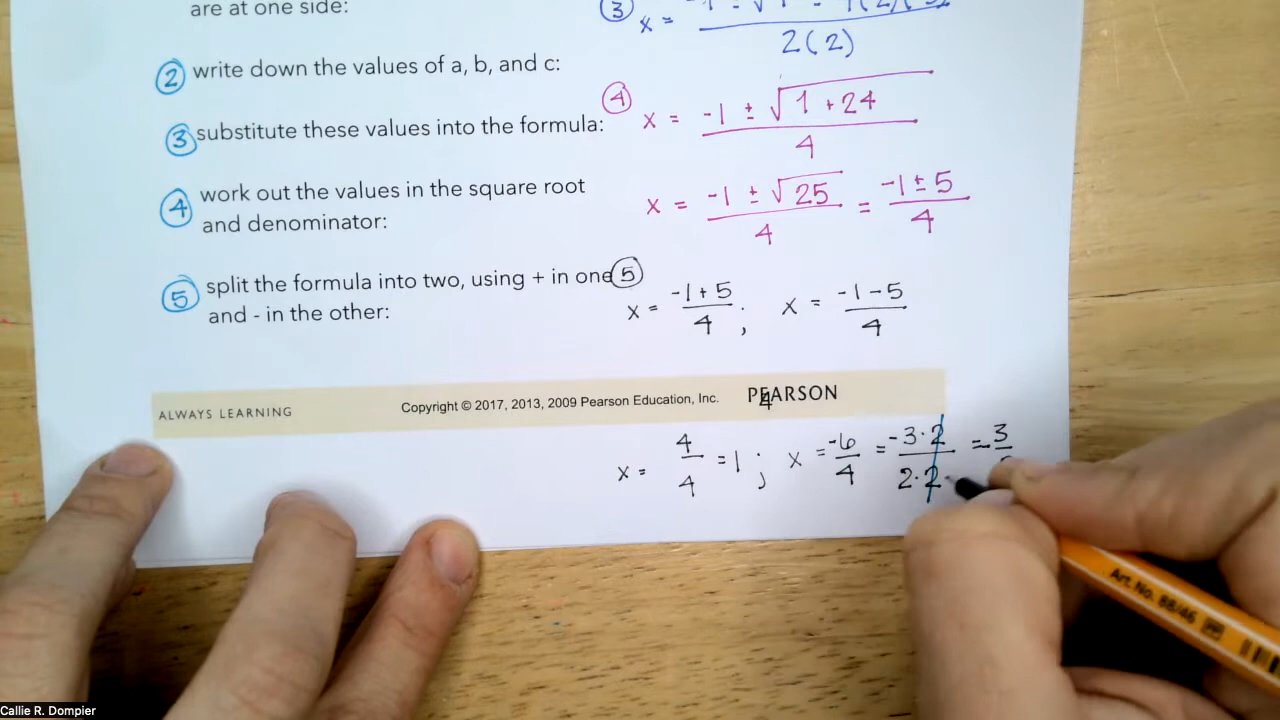 are at one side:
③ x =
2(2)
② write down the values of a, b, and c:
③ substitute these values into the formula:
④ x = -1 ± √1 + 24 / 4
④ work out the values in the square root
and denominator:
x = -1 ± √25 / 4 = -1 ± 5 / 4
⑤ split the formula into two, using + in one
and - in the other:
⑤ x = -1 + 5 / 4 ; x = -1 - 5 / 4
ALWAYS LEARNING
Copyright © 2017, 2013, 2009 Pearson Education, Inc.
PEARSON
x = 4 / 4 = 1 ; x = -6 / 4 = -3 · 2 / 2 · 2 = -3
Art. No. 88/46
Callie R. Dompier